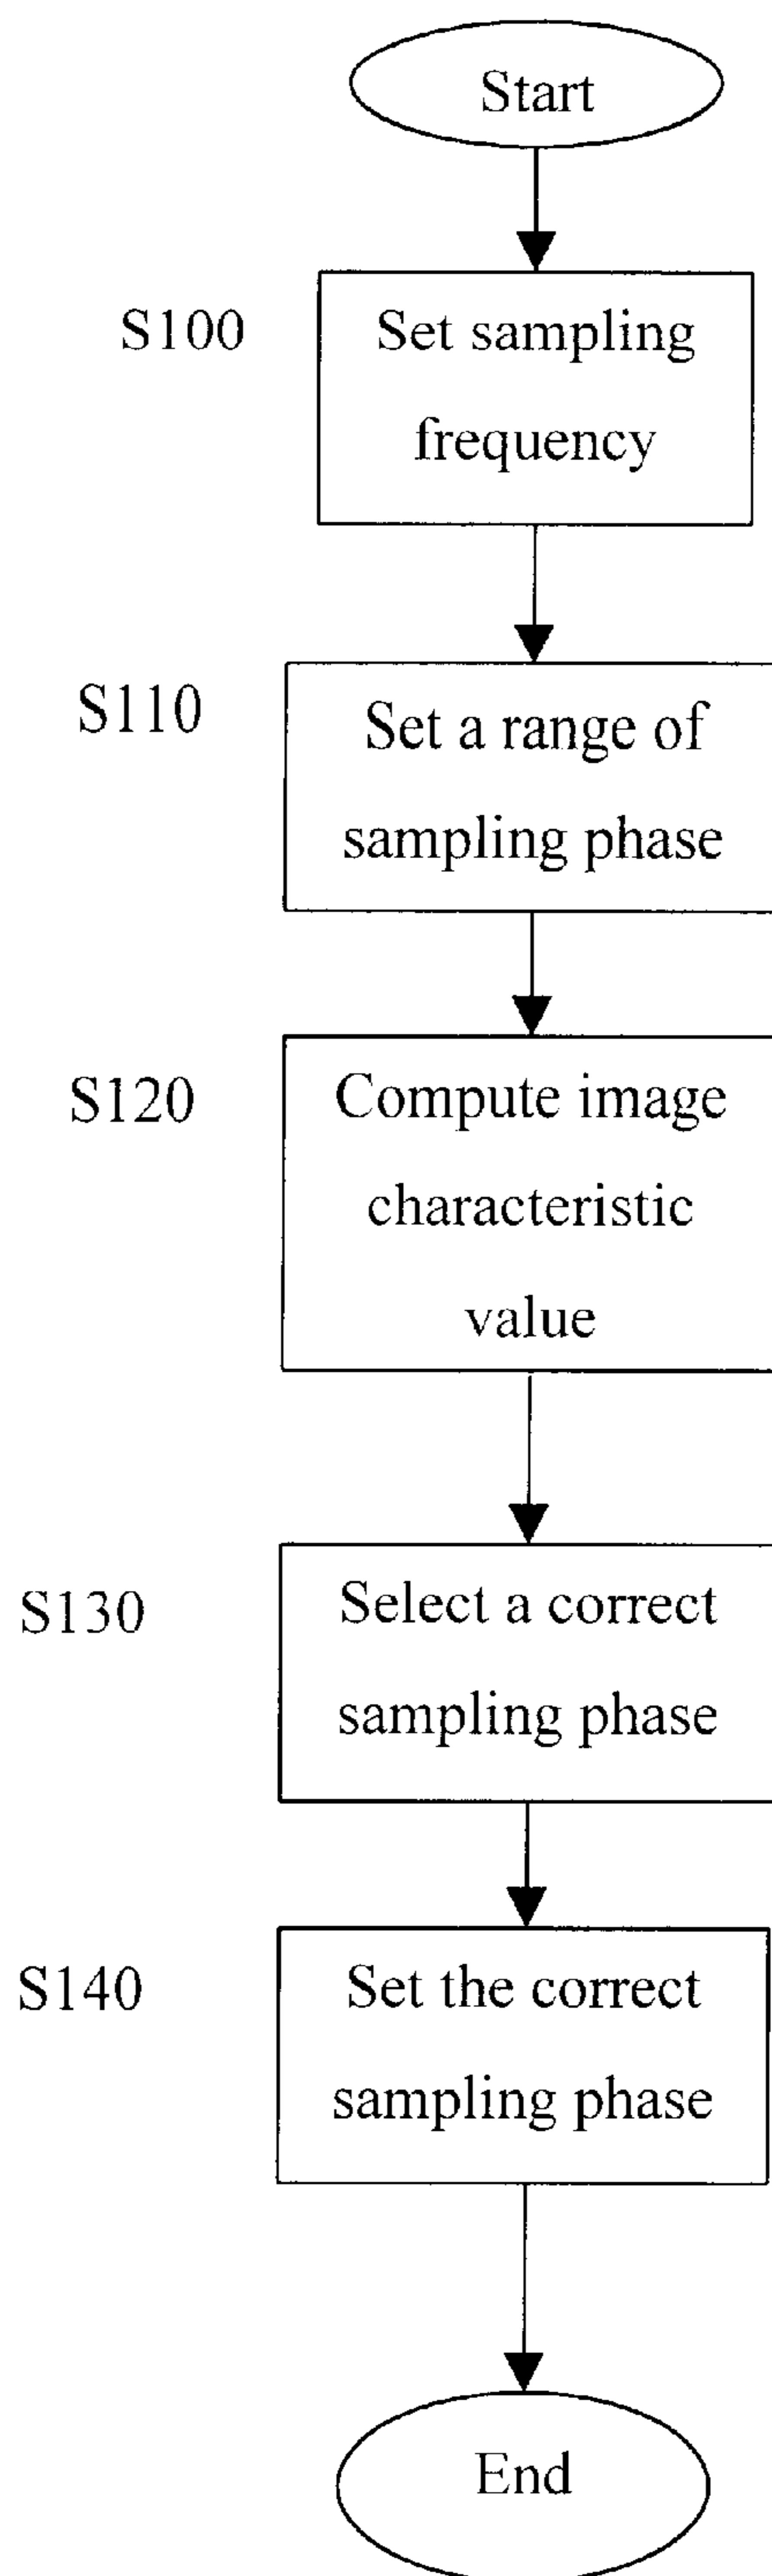 Start
S100
Set sampling
frequency
S110
Set a range of
sampling phase
S120
Compute image
characteristic
value
S130
Select a correct
sampling phase
S140
Set the correct
sampling phase
End